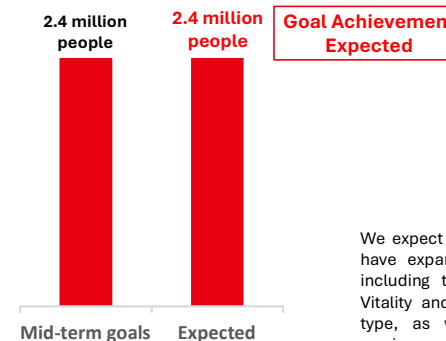 2.4 million
people
2.4 million
people
Goal Achievemen
Expected
Mid-term goals
Expected
We expect
have expa
including t
Vitality and
type, as v